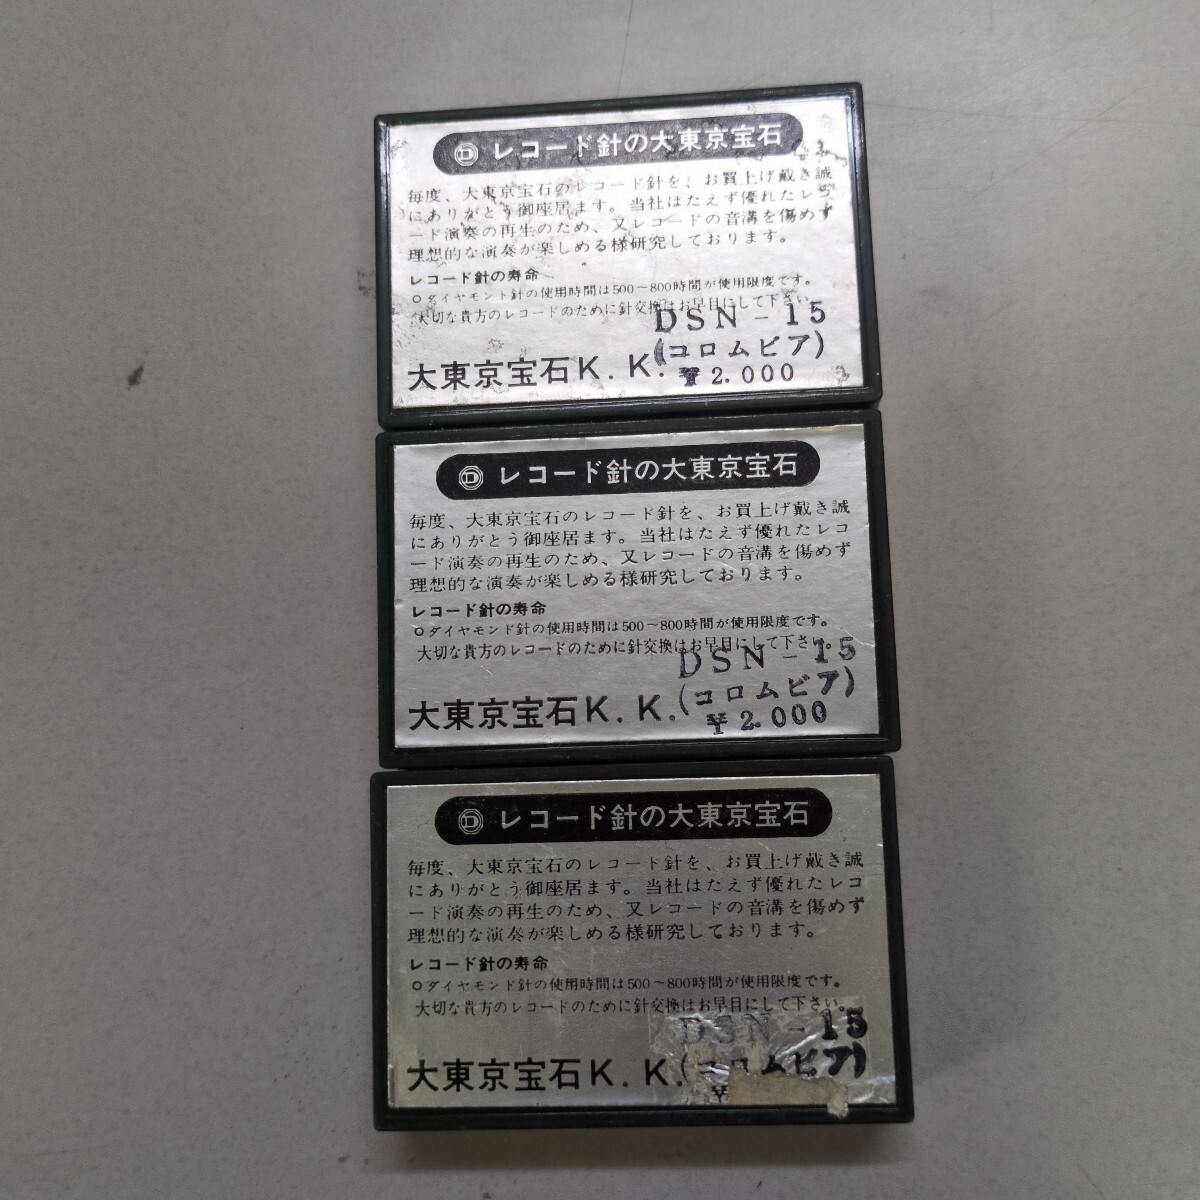 D レコード針の大東京宝石
毎度、大東京宝石のレコード針を、お買上げ戴き誠
にありがとう御座居ます。当社はたえず優れたレコ
ード演奏の再生のため、又レコードの音溝を傷めず
理想的な演奏が楽しめる様研究しております。
レコード針の寿命
○ダイヤモンド針の使用時間は500〜800時間が使用限度です。
大切な貴方のレコードのために針交換はお早目にして下さい。
DSN-15
(コロムビア)
大東京宝石K.K.
¥2.000
D レコード針の大東京宝石
毎度、大東京宝石のレコード針を、お買上げ戴き誠
にありがとう御座居ます。当社はたえず優れたレコ
ード演奏の再生のため、又レコードの音溝を傷めず
理想的な演奏が楽しめる様研究しております。
レコード針の寿命
○ダイヤモンド針の使用時間は500〜800時間が使用限度です。
大切な貴方のレコードのために針交換はお早目にして下さい。
DSN-15
(コロムビア)
大東京宝石K.K.
¥2.000
D レコード針の大東京宝石
毎度、大東京宝石のレコード針を、お買上げ戴き誠
にありがとう御座居ます。当社はたえず優れたレコ
ード演奏の再生のため、又レコードの音溝を傷めず
理想的な演奏が楽しめる様研究しております。
レコード針の寿命
○ダイヤモンド針の使用時間は500〜800時間が使用限度です。
大切な貴方のレコードのために針交換はお早目にして下さい。
DSN-15
(コロムビア)
大東京宝石K.K.
¥